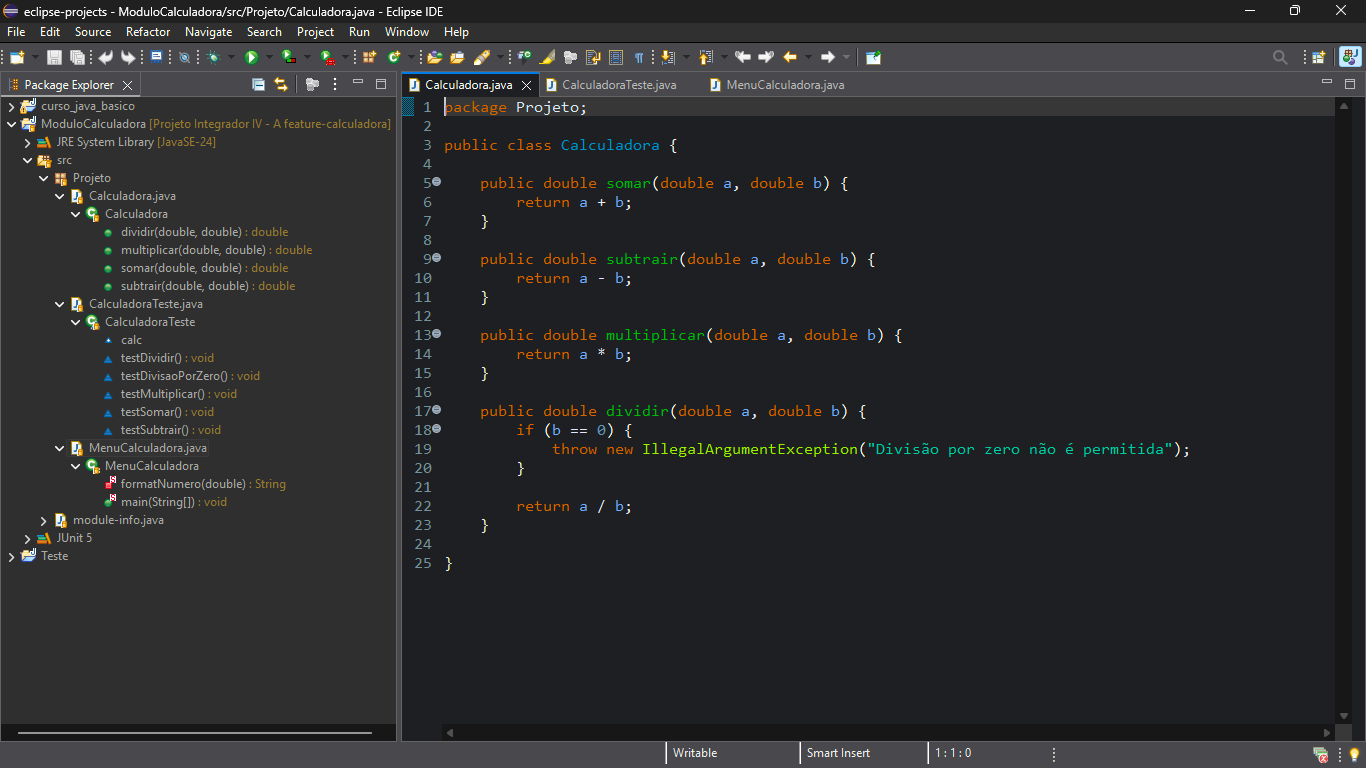 eclipse-projects - ModuloCalculadora/src/Projeto/Calculadora.java - Eclipse IDE
File Edit Source Refactor Navigate Search Project Run Window Help
Package Explorer
curso_java_basico
ModuloCalculadora [Projeto Integrador IV - A feature-calculadora]
JRE System Library [JavaSE-24]
src
Projeto
Calculadora.java
Calculadora
dividir(double, double) : double
multiplicar(double, double) : double
somar(double, double) : double
subtrair(double, double) : double
CalculadoraTeste.java
CalculadoraTeste
calc
testDividir() : void
testDivisaoPorZero() : void
testMultiplicar() : void
testSomar() : void
testSubtrair() : void
MenuCalculadora.java
MenuCalculadora
formatNumero(double) : String
main(String[]) : void
module-info.java
JUnit 5
Teste
Calculadora.java CalculadoraTeste.java MenuCalculadora.java
1 package Projeto;
2
3 public class Calculadora {
4
5 public double somar(double a, double b) {
6 return a + b;
7 }
8
9 public double subtrair(double a, double b) {
10 return a - b;
11 }
12
13 public double multiplicar(double a, double b) {
14 return a * b;
15 }
16
17 public double dividir(double a, double b) {
18 if (b == 0) {
19 throw new IllegalArgumentException("Divisão por zero não é permitida");
20 }
21
22 return a / b;
23 }
24
25 }
Writable Smart Insert 1 : 1 : 0